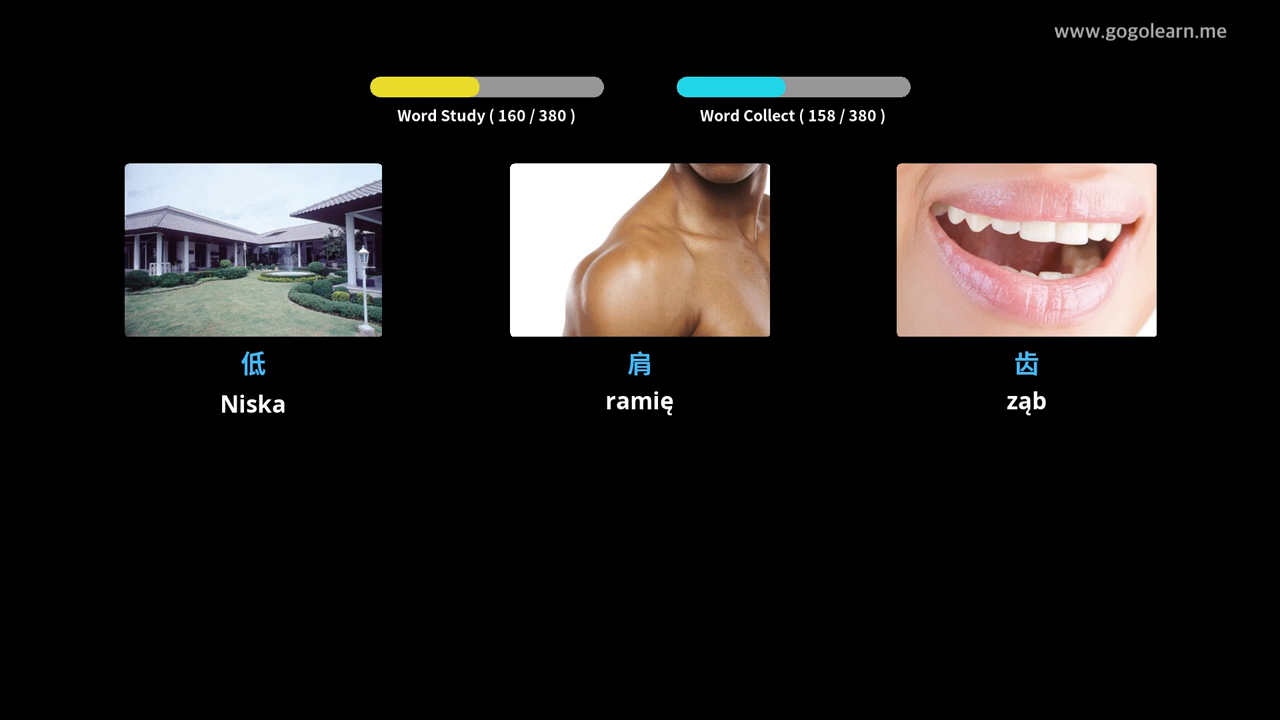 www.gogolearn.me
Word Study ( 160 / 380 )
Word Collect ( 158 / 380 )
低
肩
齿
Niska
ramię
ząb